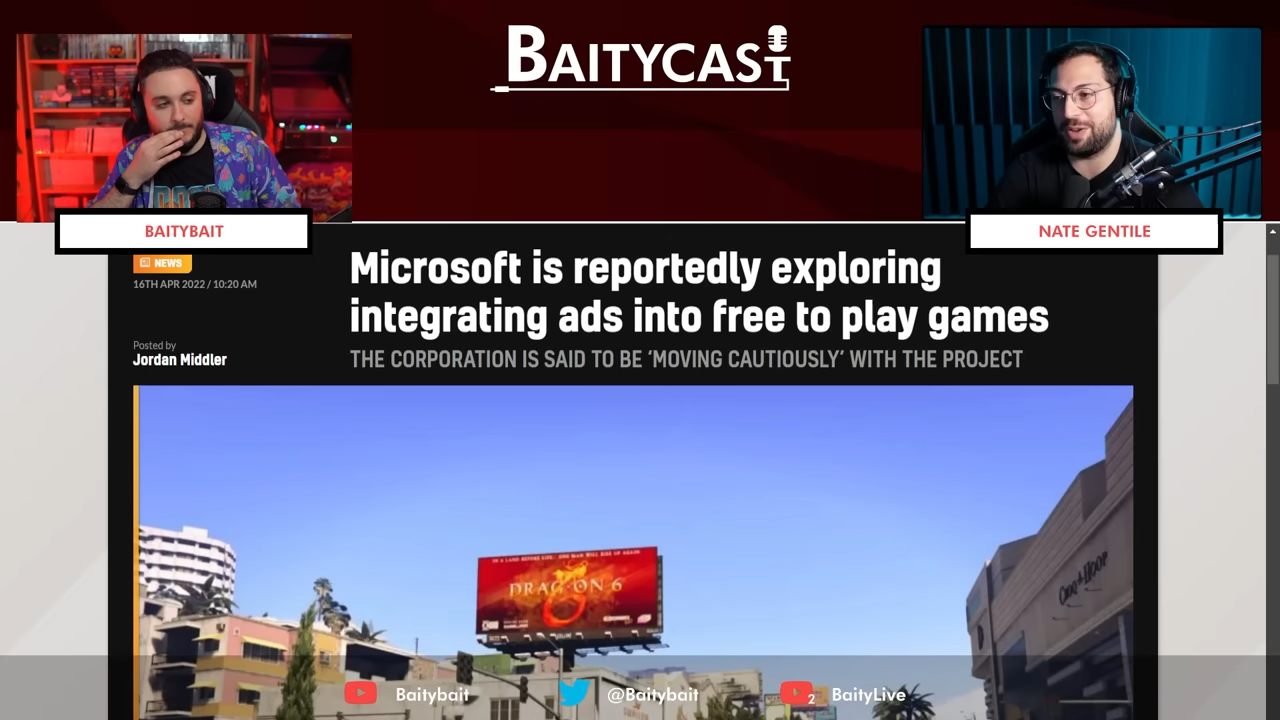 BAITYCAST
BAITYBAIT
NATE GENTILE
NEWS
16TH APR 2022 / 10:20 AM
Posted by
Jordan Middler
Microsoft is reportedly exploring
integrating ads into free to play games
THE CORPORATION IS SAID TO BE ‘MOVING CAUTIOUSLY’ WITH THE PROJECT
DRAG-ON 6
Baitybait
@Baitybait
2
BaityLive